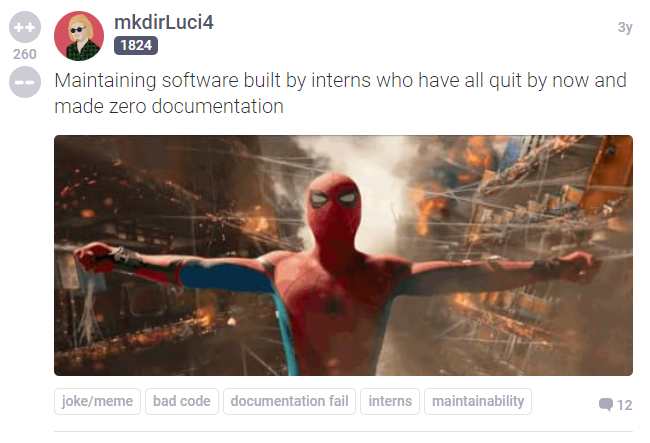 mkdirLuci4
1824
3y
260
Maintaining software built by interns who have all quit by now and
made zero documentation
joke/meme bad code documentation fail interns maintainability
12